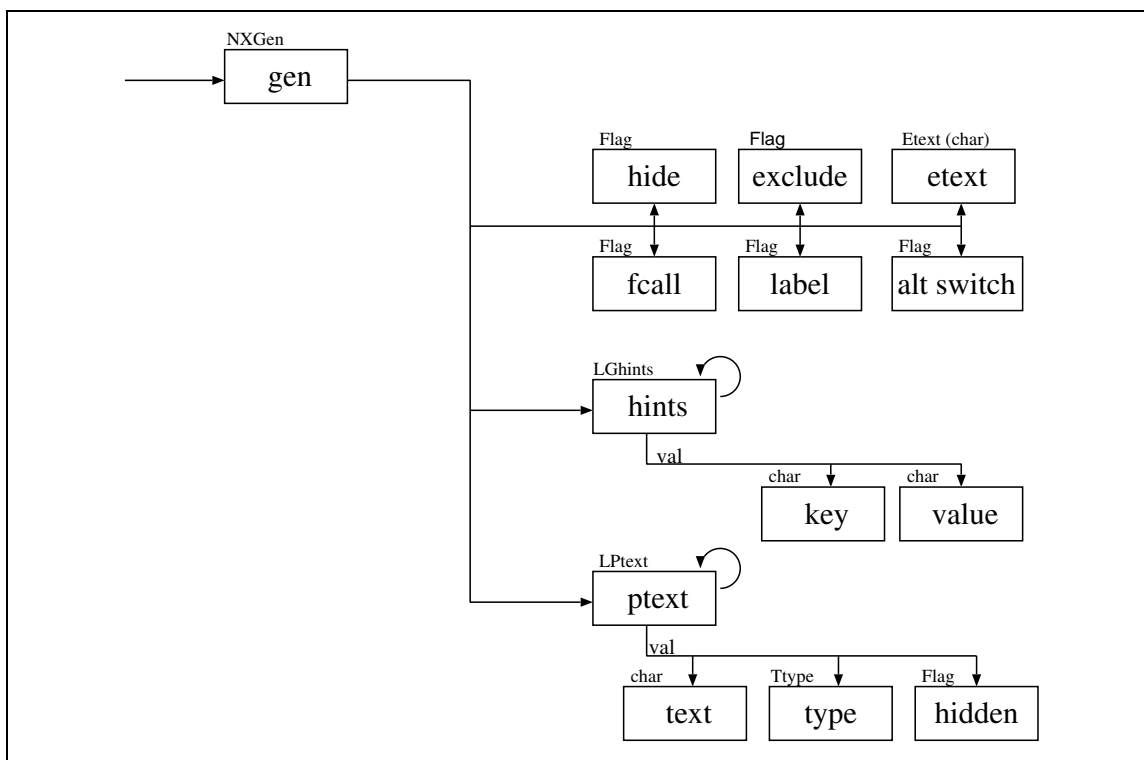 NXGen
gen
Flag
Flag
Etext (char)
hide
exclude
etext
Flag
Flag
Flag
fcall
label
alt switch
LGhints
hints
val
char
char
key
value
LPtext
ptext
val
char
Ttype
Flag
text
type
hidden